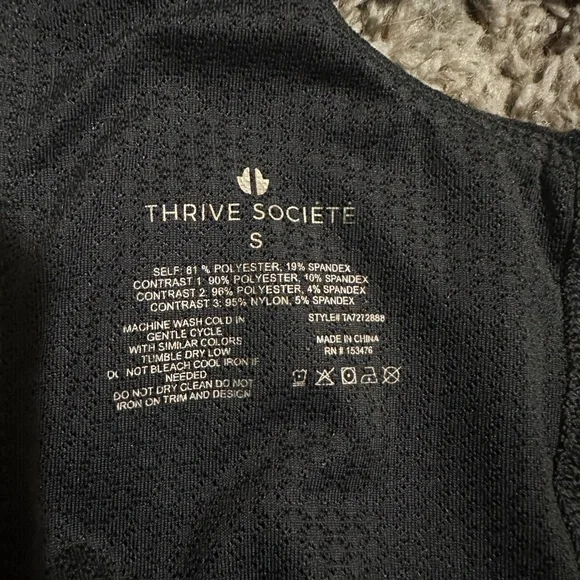 THRIVE SOCIÉTÉ
S
SELF: 81 % POLYESTER, 19% SPANDEX
CONTRAST 1: 90% POLYESTER, 10% SPANDEX
CONTRAST 2: 96% POLYESTER, 4% SPANDEX
CONTRAST 3: 95% NYLON, 5% SPANDEX
MACHINE WASH COLD IN
GENTLE CYCLE
WITH SIMILAR COLORS
TUMBLE DRY LOW
DO NOT BLEACH COOL IRON IF
NEEDED
DO NOT DRY CLEAN DO NOT
IRON ON TRIM AND DESIGN
STYLE# TA7272888
MADE IN CHINA
RN # 153476